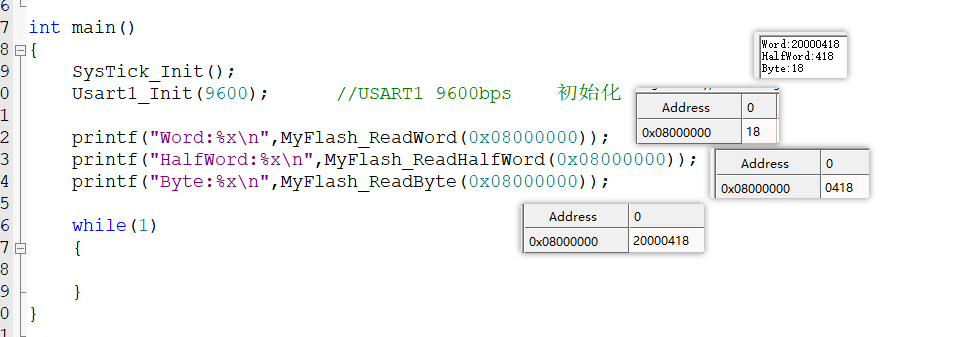 6
7 int main()
8 {
9 SysTick_Init();
0 Usart1_Init(9600); //USART1 9600bps 初始化
1
2 printf("Word:%x\n",MyFlash_ReadWord(0x08000000));
3 printf("HalfWord:%x\n",MyFlash_ReadHalfWord(0x08000000));
4 printf("Byte:%x\n",MyFlash_ReadByte(0x08000000));
5
6 while(1)
7 {
8
9 }
0 }
1
Word:20000418
HalfWord:418
Byte:18
Address 0
0x08000000 18
Address 0
0x08000000 0418
Address 0
0x08000000 20000418